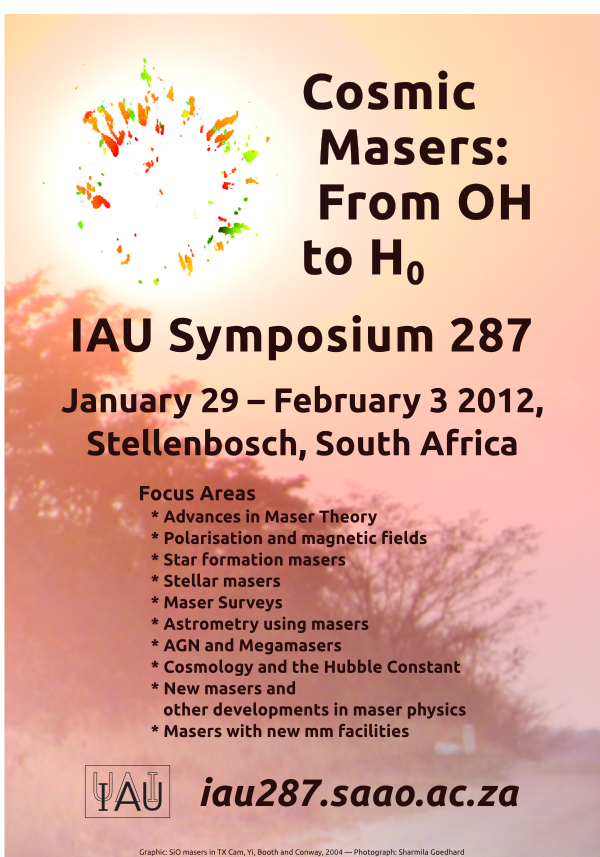 Cosmic
Masers:
From OH
to H₀
IAU Symposium 287
January 29 – February 3 2012,
Stellenbosch, South Africa
Focus Areas
* Advances in Maser Theory
* Polarisation and magnetic fields
* Star formation masers
* Stellar masers
* Maser Surveys
* Astrometry using masers
* AGN and Megamasers
* Cosmology and the Hubble Constant
* New masers and
other developments in maser physics
* Masers with new mm facilities
IAU
iau287.saao.ac.za
Graphic: SiO masers in TX Cam, Yi, Booth and Conway, 2004 — Photograph: Sharmila Goedhard